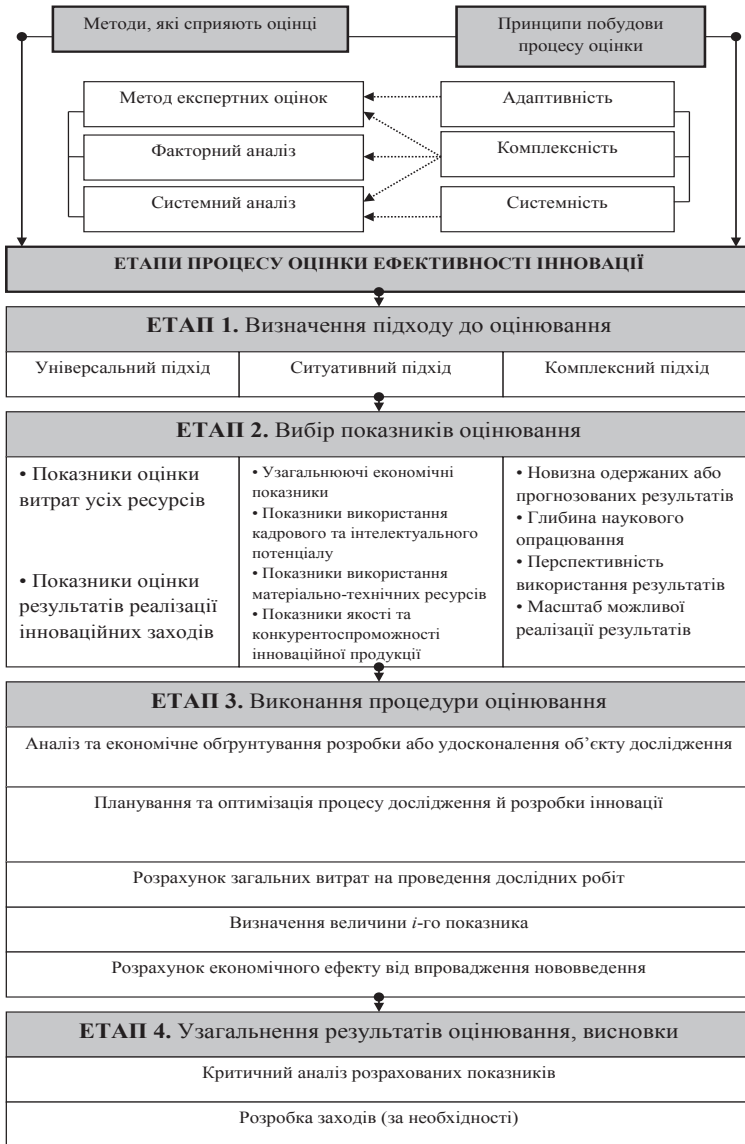 Методи, які сприяють оцінці
Принципи побудови
процесу оцінки
Метод експертних оцінок
Адаптивність
Факторний аналіз
Комплексність
Системний аналіз
Системність
ЕТАПИ ПРОЦЕСУ ОЦІНКИ ЕФЕКТИВНОСТІ ІННОВАЦІЇ
ЕТАП 1. Визначення підходу до оцінювання
Універсальний підхід
Ситуативний підхід
Комплексний підхід
ЕТАП 2. Вибір показників оцінювання
• Показники оцінки
витрат усіх ресурсів
• Показники оцінки
результатів реалізації
інноваційних заходів
• Узагальнюючі економічні
показники
• Показники використання
кадрового та інтелектуального
потенціалу
• Показники використання
матеріально-технічних ресурсів
• Показники якості та
конкурентоспроможності
інноваційної продукції
• Новизна одержаних або
прогнозованих результатів
• Глибина наукового
опрацювання
• Перспективність
використання результатів
• Масштаб можливої
реалізації результатів
ЕТАП 3. Виконання процедури оцінювання
Аналіз та економічне обґрунтування розробки або удосконалення об’єкту дослідження
Планування та оптимізація процесу дослідження й розробки інновації
Розрахунок загальних витрат на проведення дослідних робіт
Визначення величини i-го показника
Розрахунок економічного ефекту від впровадження нововведення
ЕТАП 4. Узагальнення результатів оцінювання, висновки
Критичний аналіз розрахованих показників
Розробка заходів (за необхідності)